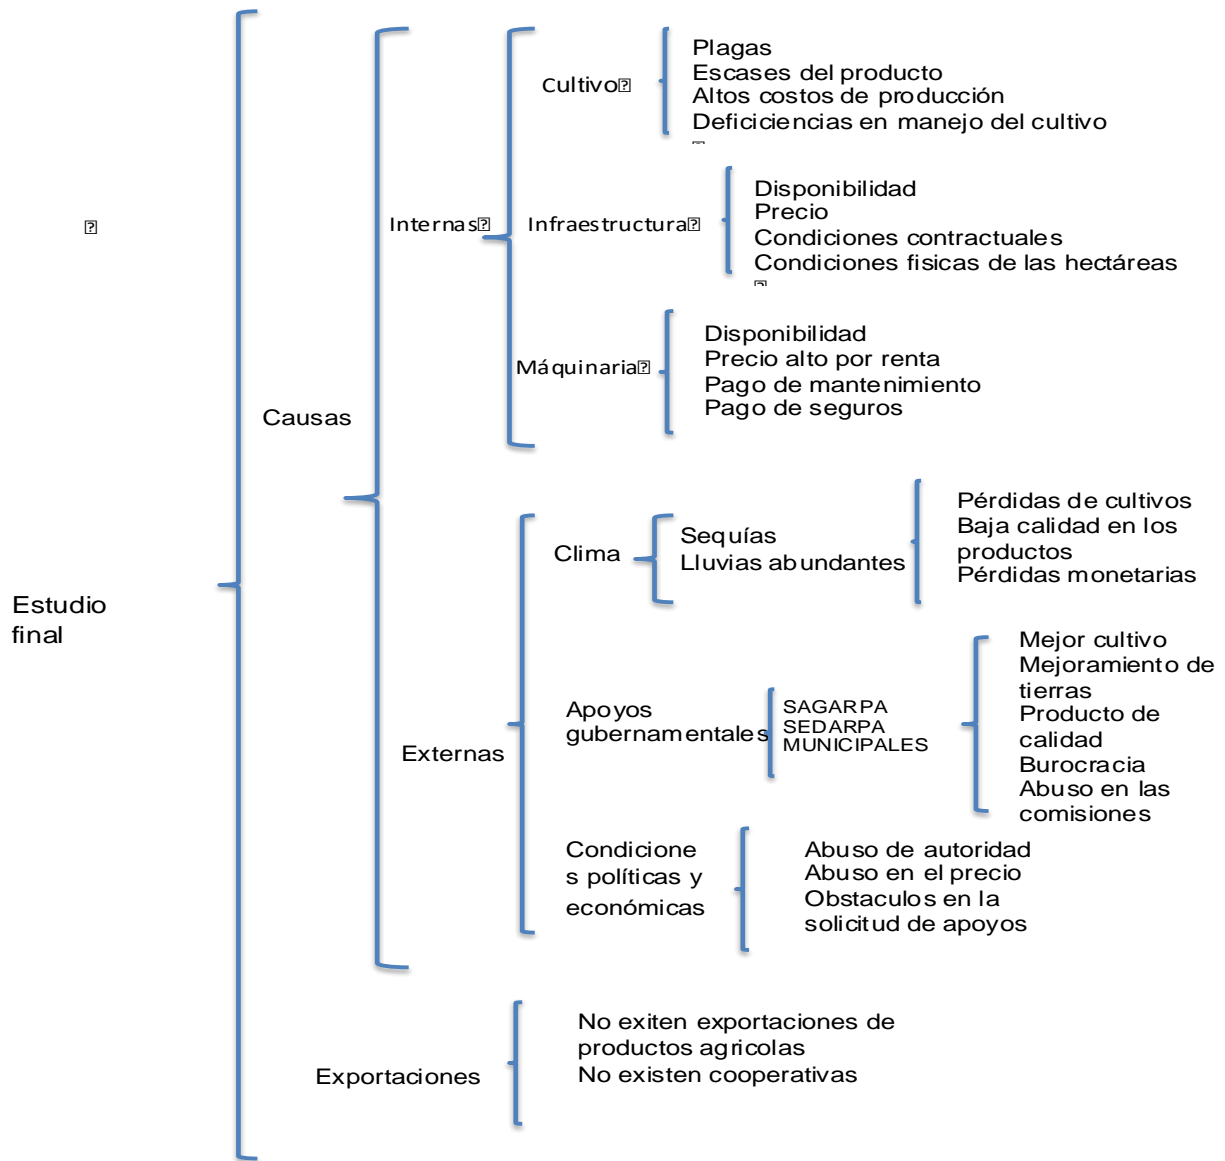 Estudio
final
Causas
Internas
Cultivo
Plagas
Escases del producto
Altos costos de producción
Deficiciencias en manejo del cultivo
Infraestructura
Disponibilidad
Precio
Condiciones contractuales
Condiciones fisicas de las hectáreas
Máquinaria
Disponibilidad
Precio alto por renta
Pago de mantenimiento
Pago de seguros
Externas
Clima
Sequías
Lluvias abundantes
Pérdidas de cultivos
Baja calidad en los
productos
Pérdidas monetarias
Apoyos
gubernamentales
SAGARPA
SEDARPA
MUNICIPALES
Mejor cultivo
Mejoramiento de
tierras
Producto de
calidad
Burocracia
Abuso en las
comisiones
Condicione
s políticas y
económicas
Abuso de autoridad
Abuso en el precio
Obstaculos en la
solicitud de apoyos
Exportaciones
No exiten exportaciones de
productos agricolas
No existen cooperativas